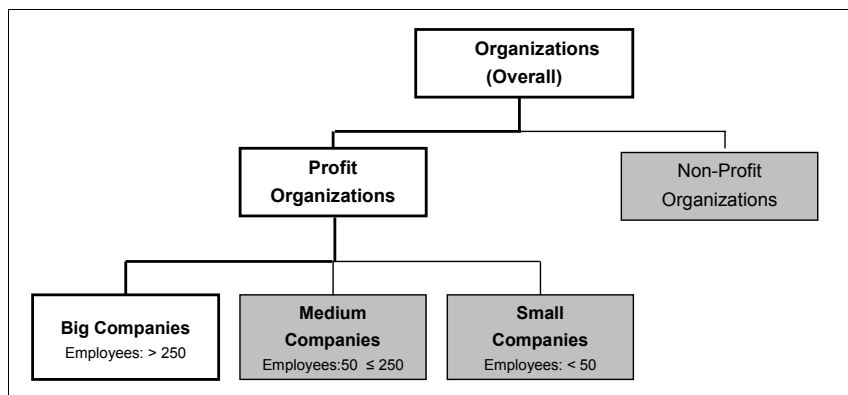 Organizations
(Overall)
Profit
Organizations
Non-Profit
Organizations
Big Companies
Employees: > 250
Medium
Companies
Employees:50 ≤ 250
Small
Companies
Employees: < 50